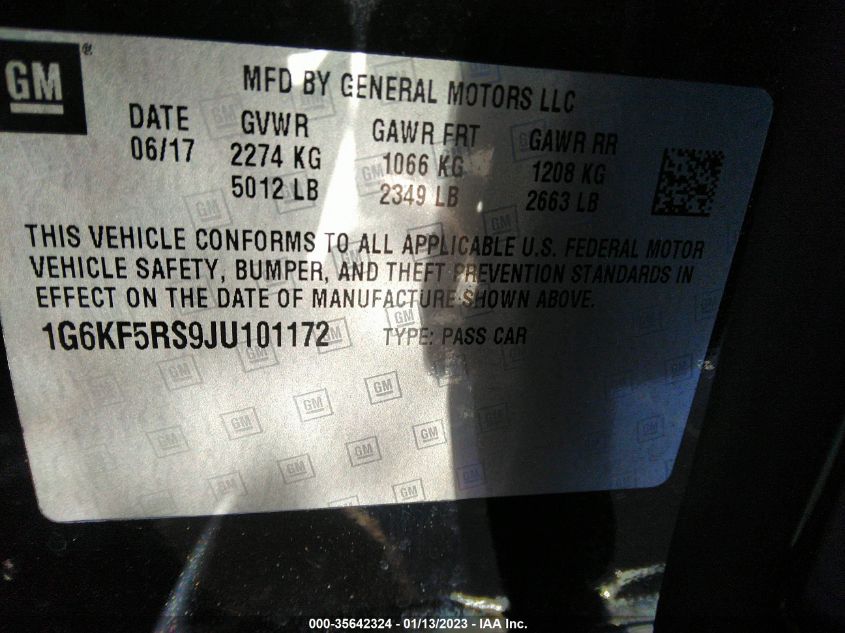 GM ®
MFD BY GENERAL MOTORS LLC
DATE GVWR GAWR FRT GAWR RR
06/17 2274 KG 1066 KG 1208 KG
5012 LB 2349 LB 2663 LB
THIS VEHICLE CONFORMS TO ALL APPLICABLE U.S. FEDERAL MOTOR
VEHICLE SAFETY, BUMPER, AND THEFT PREVENTION STANDARDS IN
EFFECT ON THE DATE OF MANUFACTURE SHOWN ABOVE.
1G6KF5RS9JU101172 TYPE: PASS CAR
000-35642324 — 01/13/2023 - IAA Inc.